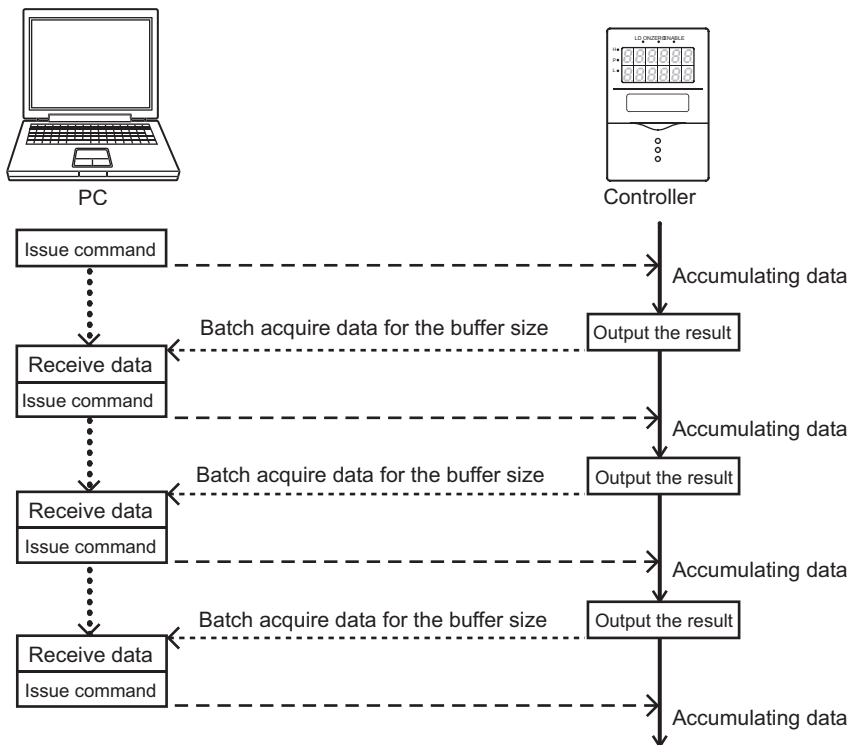 LD_ONZEROENABLE
H
P
L
PC
Controller
Issue command
Accumulating data
Batch acquire data for the buffer size
Output the result
Receive data
Issue command
Accumulating data
Batch acquire data for the buffer size
Output the result
Receive data
Issue command
Accumulating data
Batch acquire data for the buffer size
Output the result
Receive data
Issue command
Accumulating data